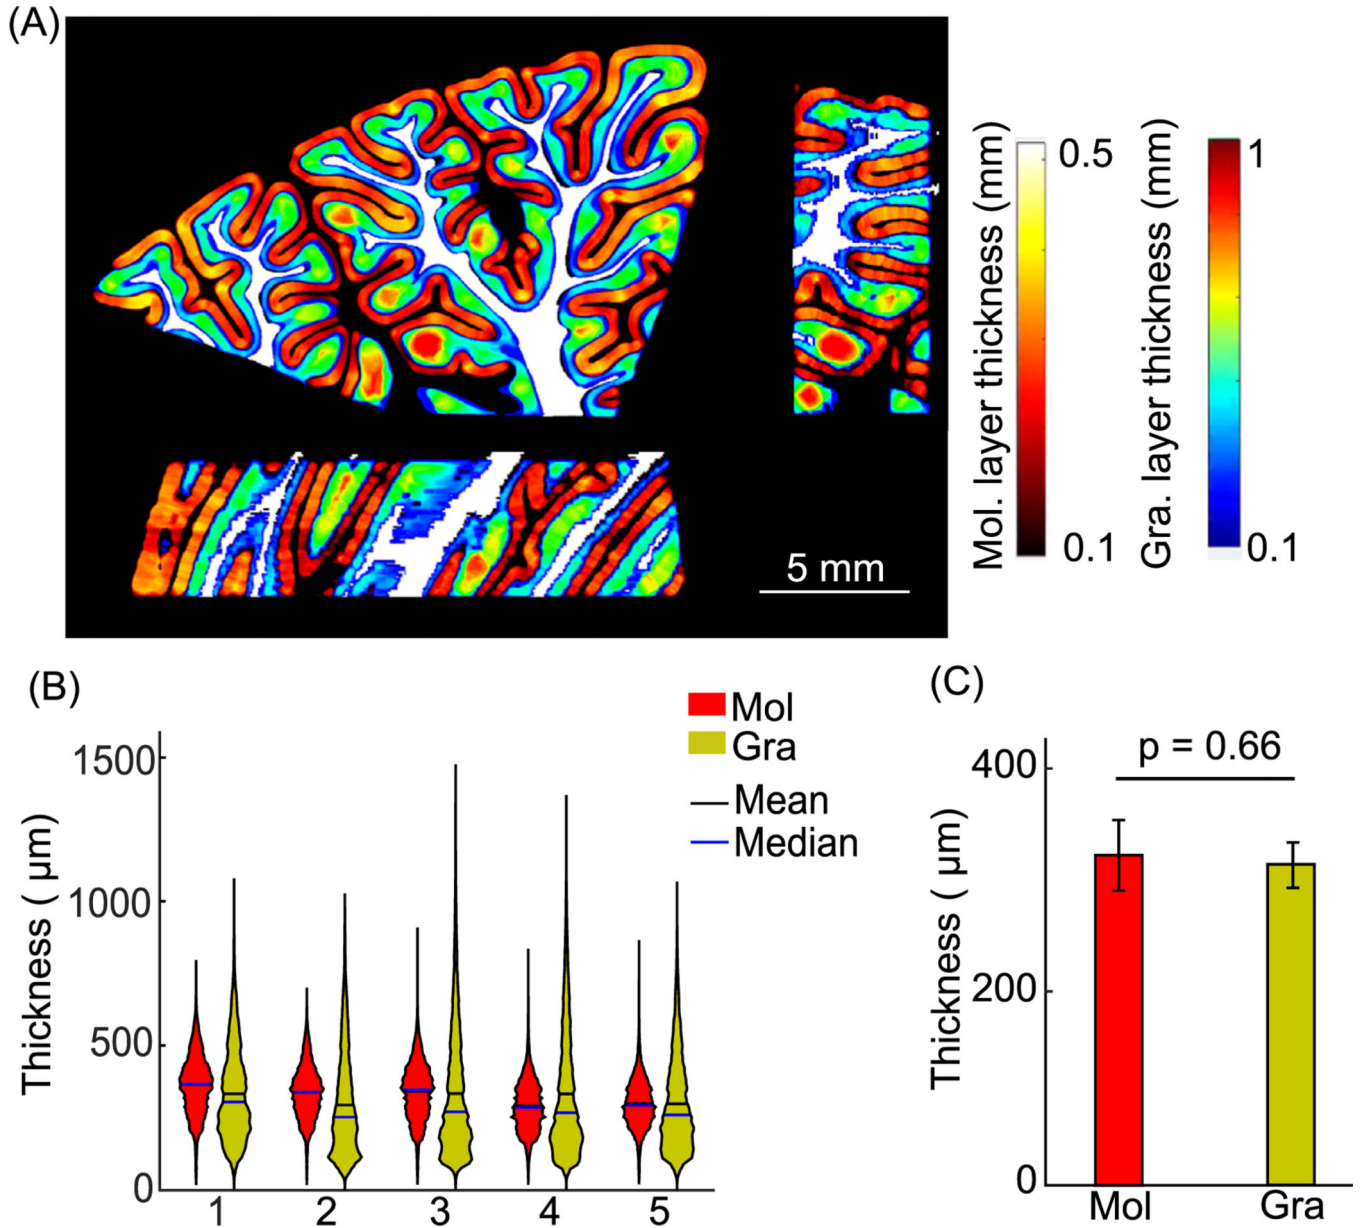 (A)
Mol. layer thickness (mm)
0.5
0.1
Gra. layer thickness (mm)
1
0.1
5 mm
(B)
Mol
Gra
Mean
Median
Thickness ( µm)
1500
1000
500
0
1 2 3 4 5
(C)
p = 0.66
Thickness ( µm)
400
200
0
Mol Gra